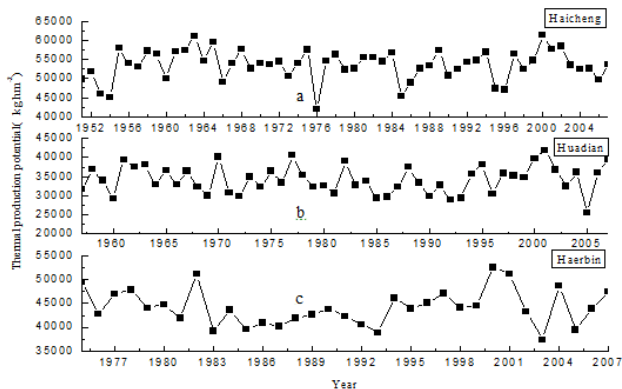 Thermal production potential( kghm⁻²)
65000
60000
55000
50000
45000
40000
Haicheng
a
1952 1956 1960 1964 1968 1972 1976 1980 1984 1988 1992 1996 2000 2004
45000
40000
35000
30000
25000
20000
Huadian
b
1960 1965 1970 1975 1980 1985 1990 1995 2000 2005
55000
50000
45000
40000
35000
Haerbin
c
1977 1980 1983 1986 1989 1992 1995 1998 2001 2004 2007
Year